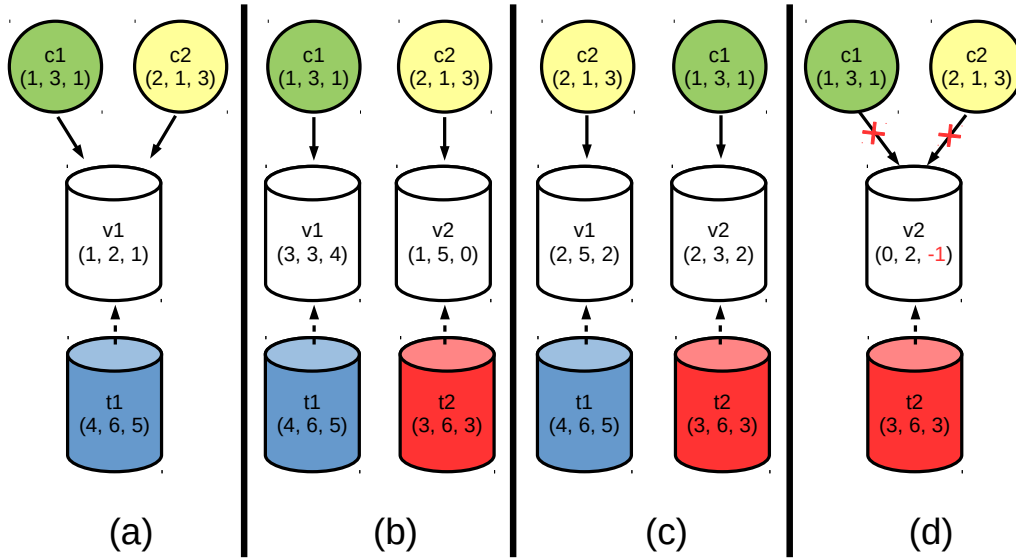 c1
(1, 3, 1)
c2
(2, 1, 3)
v1
(1, 2, 1)
t1
(4, 6, 5)
(a)
c1
(1, 3, 1)
c2
(2, 1, 3)
v1
(3, 3, 4)
v2
(1, 5, 0)
t1
(4, 6, 5)
t2
(3, 6, 3)
(b)
c2
(2, 1, 3)
c1
(1, 3, 1)
v1
(2, 5, 2)
v2
(2, 3, 2)
t1
(4, 6, 5)
t2
(3, 6, 3)
(c)
c1
(1, 3, 1)
c2
(2, 1, 3)
v2
(0, 2, -1)
t2
(3, 6, 3)
(d)